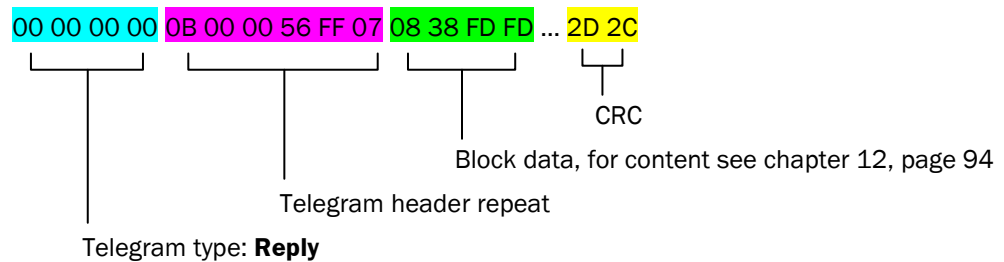 00 00 00 00 0B 00 00 56 FF 07 08 38 FD FD ... 2D 2C
CRC
Block data, for content see chapter 12, page 94
Telegram header repeat
Telegram type: Reply